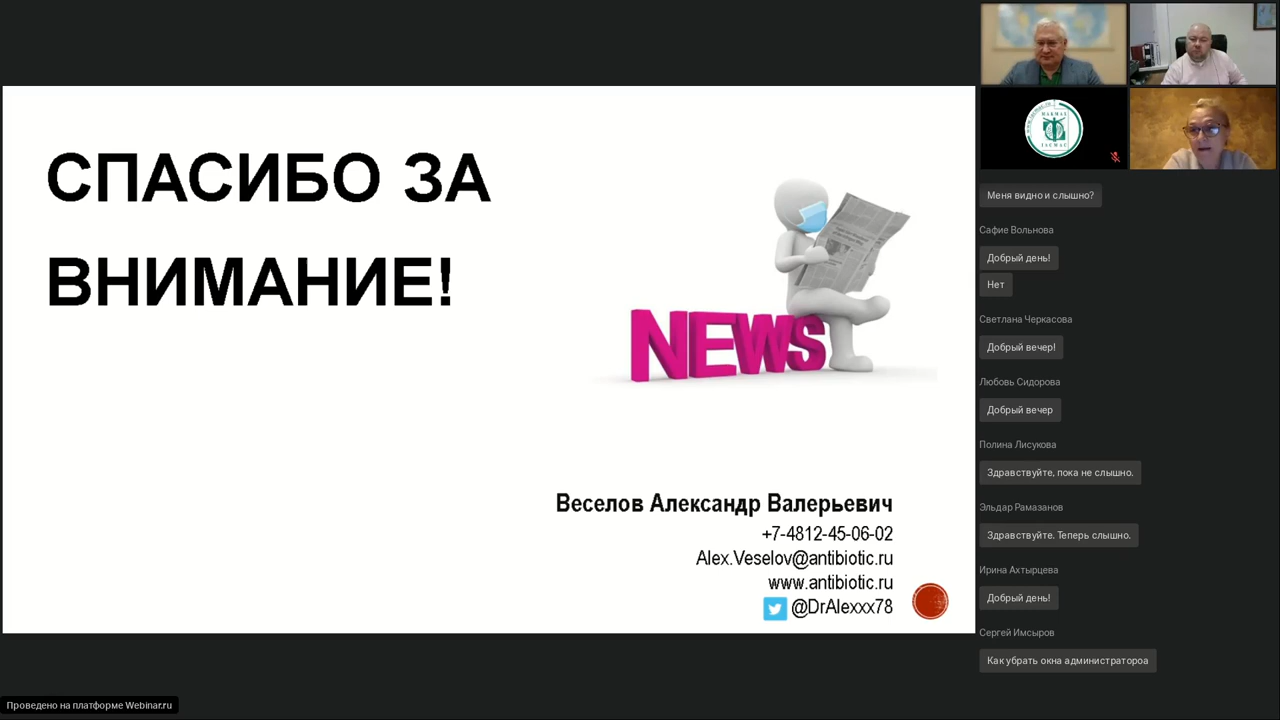 СПАСИБО ЗА
ВНИМАНИЕ!
NEWS
Веселов Александр Валерьевич
+7-4812-45-06-02
Alex.Veselov@antibiotic.ru
www.antibiotic.ru
@DrAlexxx78
Меня видно и слышно?
Сафие Вольнова
Добрый день!
Нет
Светлана Черкасова
Добрый вечер!
Любовь Сидорова
Добрый вечер
Полина Лисукова
Здравствуйте, пока не слышно.
Эльдар Рамазанов
Здравствуйте. Теперь слышно.
Ирина Ахтырцева
Добрый день!
Сергей Имсыров
Как убрать окна администратороа
Проведено на платформе Webinar.ru